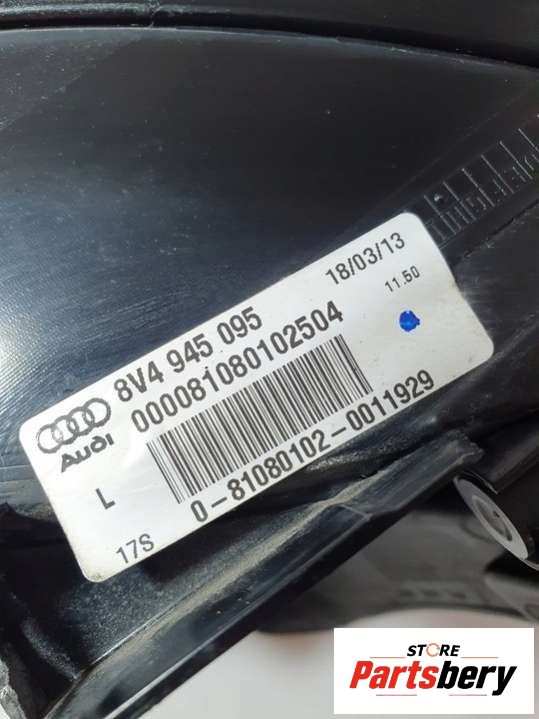 18/03/13
11.50
8V4 945 095
000081080102504
Audi
L
0-81080102-0011929
17S
STORE
Partsbery